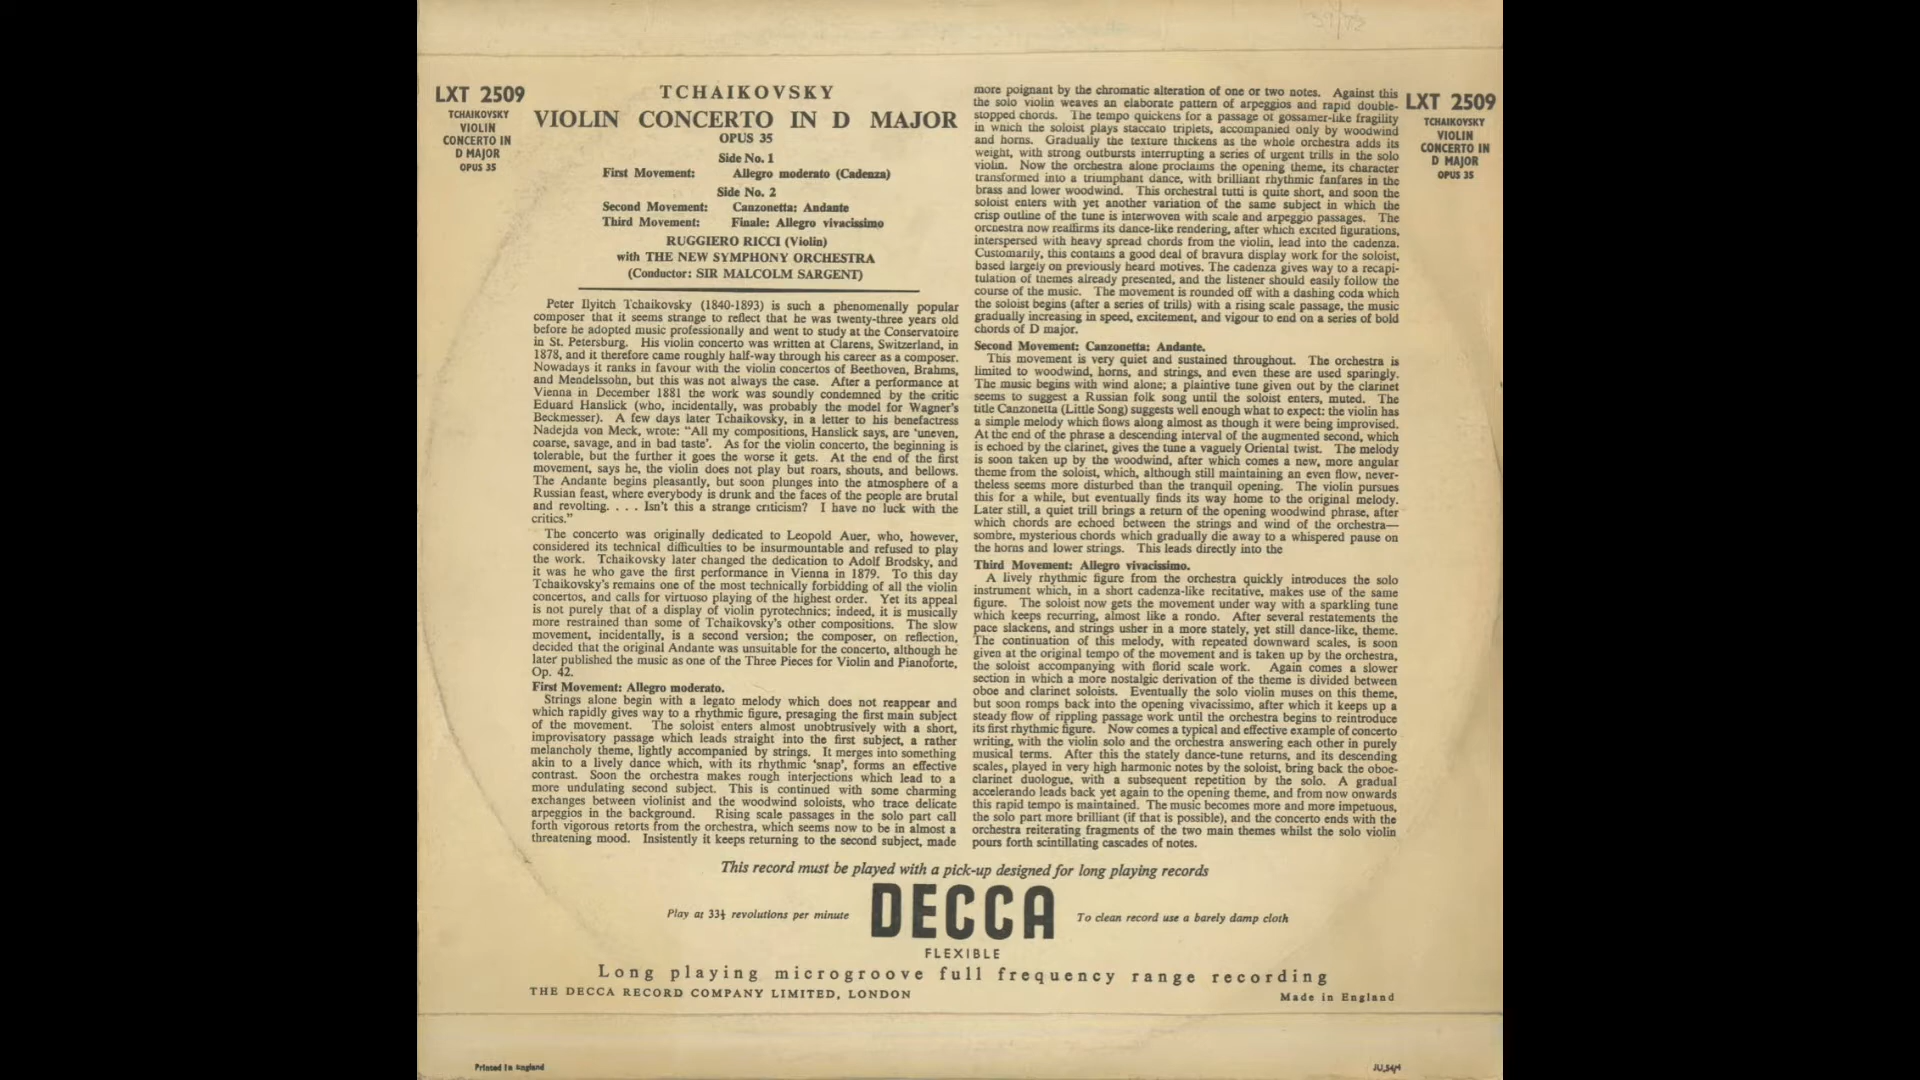 LXT 2509
TCHAIKOVSKY
VIOLIN
CONCERTO IN
D MAJOR
OPUS 35
TCHAIKOVSKY
VIOLIN CONCERTO IN D MAJOR
OPUS 35
Side No. 1
First Movement: Allegro moderato (Cadenza)
Side No. 2
Second Movement: Canzonetta: Andante
Third Movement: Finale: Allegro vivacissimo
RUGGIERO RICCI (Violin)
with THE NEW SYMPHONY ORCHESTRA
(Conductor: SIR MALCOLM SARGENT)
Peter Ilyitch Tchaikovsky (1840-1893) is such a phenomenally popular
composer that it seems strange to reflect that he was twenty-three years old
before he adopted music professionally and went to study at the Conservatoire
in St. Petersburg. His violin concerto was written at Clarens, Switzerland, in
1878, and it therefore came roughly half-way through his career as a composer.
Nowadays it ranks in favour with the violin concertos of Beethoven, Brahms,
and Mendelssohn, but this was not always the case. After a performance at
Vienna in December 1881 the work was soundly condemned by the critic
Eduard Hanslick (who, incidentally, was probably the model for Wagner's
Beckmesser). A few days later Tchaikovsky, in a letter to his benefactress
Nadejda von Meck, wrote: "All my compositions, Hanslick says, are 'uneven,
coarse, savage, and in bad taste'. As for the violin concerto, the beginning is
tolerable, but the further it goes the worse it gets. At the end of the first
movement, says he, the violin does not play but roars, shouts, and bellows.
The Andante begins pleasantly, but soon plunges into the atmosphere of a
Russian feast, where everybody is drunk and the faces of the people are brutal
and revolting. . . . Isn't this a strange criticism? I have no luck with the
critics."
The concerto was originally dedicated to Leopold Auer, who, however,
considered its technical difficulties to be insurmountable and refused to play
the work. Tchaikovsky later changed the dedication to Adolf Brodsky, and
it was he who gave the first performance in Vienna in 1879. To this day
Tchaikovsky's remains one of the most technically forbidding of all the violin
concertos, and calls for virtuoso playing of the highest order. Yet its appeal
is not purely that of a display of violin pyrotechnics; indeed, it is musically
more restrained than some of Tchaikovsky's other compositions. The slow
movement, incidentally, is a second version; the composer, on reflection,
decided that the original Andante was unsuitable for the concerto, although he
later published the music as one of the Three Pieces for Violin and Pianoforte,
Op. 42.
First Movement: Allegro moderato.
Strings alone begin with a legato melody which does not reappear and
which rapidly gives way to a rhythmic figure, presaging the first main subject
of the movement. The soloist enters almost unobtrusively with a short,
improvisatory passage which leads straight into the first subject, a rather
melancholy theme, lightly accompanied by strings. It merges into something
akin to a lively dance which, with its rhythmic 'snap', forms an effective
contrast. Soon the orchestra makes rough interjections which lead to a
more undulating second subject. This is continued with some charming
exchanges between violinist and the woodwind soloists, who trace delicate
arpeggios in the background. Rising scale passages in the solo part call
forth vigorous retorts from the orchestra, which seems now to be in almost a
threatening mood. Insistently it keeps returning to the second subject, made
more poignant by the chromatic alteration of one or two notes. Against this
the solo violin weaves an elaborate pattern of arpeggios and rapid double-
stopped chords. The tempo quickens for a passage of gossamer-like fragility
in which the soloist plays staccato triplets, accompanied only by woodwind
and horns. Gradually the texture thickens as the whole orchestra adds its
weight, with strong outbursts interrupting a series of urgent trills in the solo
violin. Now the orchestra alone proclaims the opening theme, its character
transformed into a triumphant dance, with brilliant rhythmic fanfares in the
brass and lower woodwind. This orchestral tutti is quite short, and soon the
soloist enters with yet another variation of the same subject in which the
crisp outline of the tune is interwoven with scale and arpeggio passages. The
orcnestra now reaffirms its dance-like rendering, after which excited figurations,
interspersed with heavy spread chords from the violin, lead into the cadenza.
Customarily, this contains a good deal of bravura display work for the soloist,
based largely on previously heard motives. The cadenza gives way to a recapi-
tulation of tnemes already presented, and the listener should easily follow the
course of the music. The movement is rounded off with a dashing coda which
the soloist begins (after a series of trills) with a rising scale passage, the music
gradually increasing in speed, excitement, and vigour to end on a series of bold
chords of D major.
Second Movement: Canzonetta: Andante.
This movement is very quiet and sustained throughout. The orchestra is
limited to woodwind, horns, and strings, and even these are used sparingly.
The music begins with wind alone; a plaintive tune given out by the clarinet
seems to suggest a Russian folk song until the soloist enters, muted. The
title Canzonetta (Little Song) suggests well enough what to expect: the violin has
a simple melody which flows along almost as though it were being improvised.
At the end of the phrase a descending interval of the augmented second, which
is echoed by the clarinet, gives the tune a vaguely Oriental twist. The melody
is soon taken up by the woodwind, after which comes a new, more angular
theme from the soloist, which, although still maintaining an even flow, never-
theless seems more disturbed than the tranquil opening. The violin pursues
this for a while, but eventually finds its way home to the original melody.
Later still, a quiet trill brings a return of the opening woodwind phrase, after
which chords are echoed between the strings and wind of the orchestra—
sombre, mysterious chords which gradually die away to a whispered pause on
the horns and lower strings. This leads directly into the
Third Movement: Allegro vivacissimo.
A lively rhythmic figure from the orchestra quickly introduces the solo
instrument which, in a short cadenza-like recitative, makes use of the same
figure. The soloist now gets the movement under way with a sparkling tune
which keeps recurring, almost like a rondo. After several restatements the
pace slackens, and strings usher in a more stately, yet still dance-like, theme.
The continuation of this melody, with repeated downward scales, is soon
given at the original tempo of the movement and is taken up by the orchestra,
the soloist accompanying with florid scale work. Again comes a slower
section in which a more nostalgic derivation of the theme is divided between
oboe and clarinet soloists. Eventually the solo violin muses on this theme,
but soon romps back into the opening vivacissimo, after which it keeps up a
steady flow of rippling passage work until the orchestra begins to reintroduce
its first rhythmic figure. Now comes a typical and effective example of concerto
writing, with the violin solo and the orchestra answering each other in purely
musical terms. After this the stately dance-tune returns, and its descending
scales, played in very high harmonic notes by the soloist, bring back the oboe-
clarinet duologue, with a subsequent repetition by the solo. A gradual
accelerando leads back yet again to the opening theme, and from now onwards
this rapid tempo is maintained. The music becomes more and more impetuous,
the solo part more brilliant (if that is possible), and the concerto ends with the
orchestra reiterating fragments of the two main themes whilst the solo violin
pours forth scintillating cascades of notes.
LXT 2509
TCHAIKOVSKY
VIOLIN
CONCERTO IN
D MAJOR
OPUS 35
This record must be played with a pick-up designed for long playing records
Play at 33⅓ revolutions per minute
DECCA
To clean record use a barely damp cloth
FLEXIBLE
Long playing microgroove full frequency range recording
THE DECCA RECORD COMPANY LIMITED, LONDON
Made in England
Printed in England